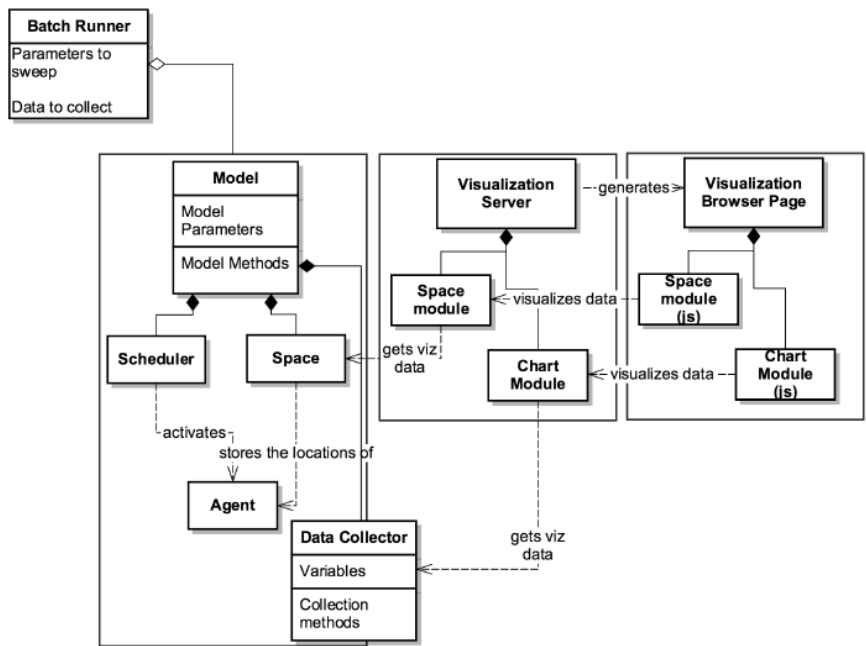 Batch Runner
Parameters to
sweep
Data to collect
Model
Model
Parameters
Model Methods
Scheduler
Space
activates
stores the locations of
Agent
Data Collector
Variables
Collection
methods
Visualization
Server
generates
Visualization
Browser Page
Space
module
visualizes data
Space
module
(js)
gets viz
data
Chart
Module
visualizes data
Chart
Module
(js)
gets viz
data